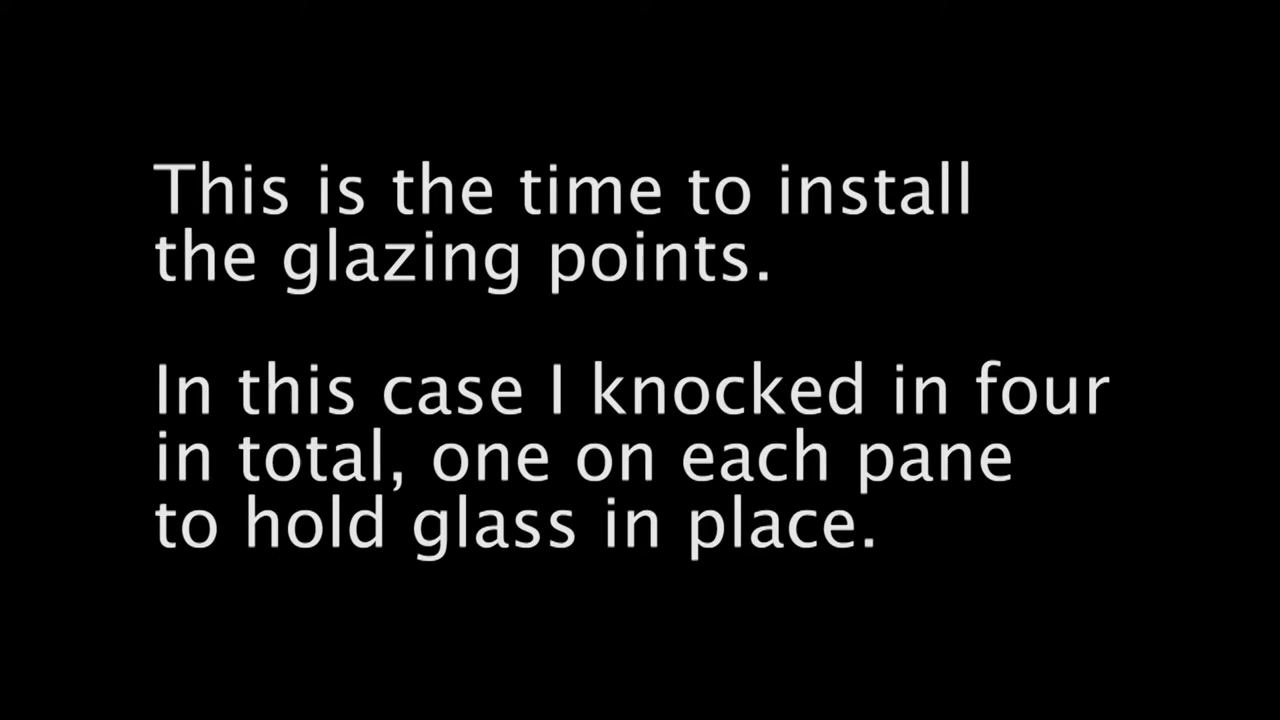 This is the time to install
the glazing points.
In this case I knocked in four
in total, one on each pane
to hold glass in place.